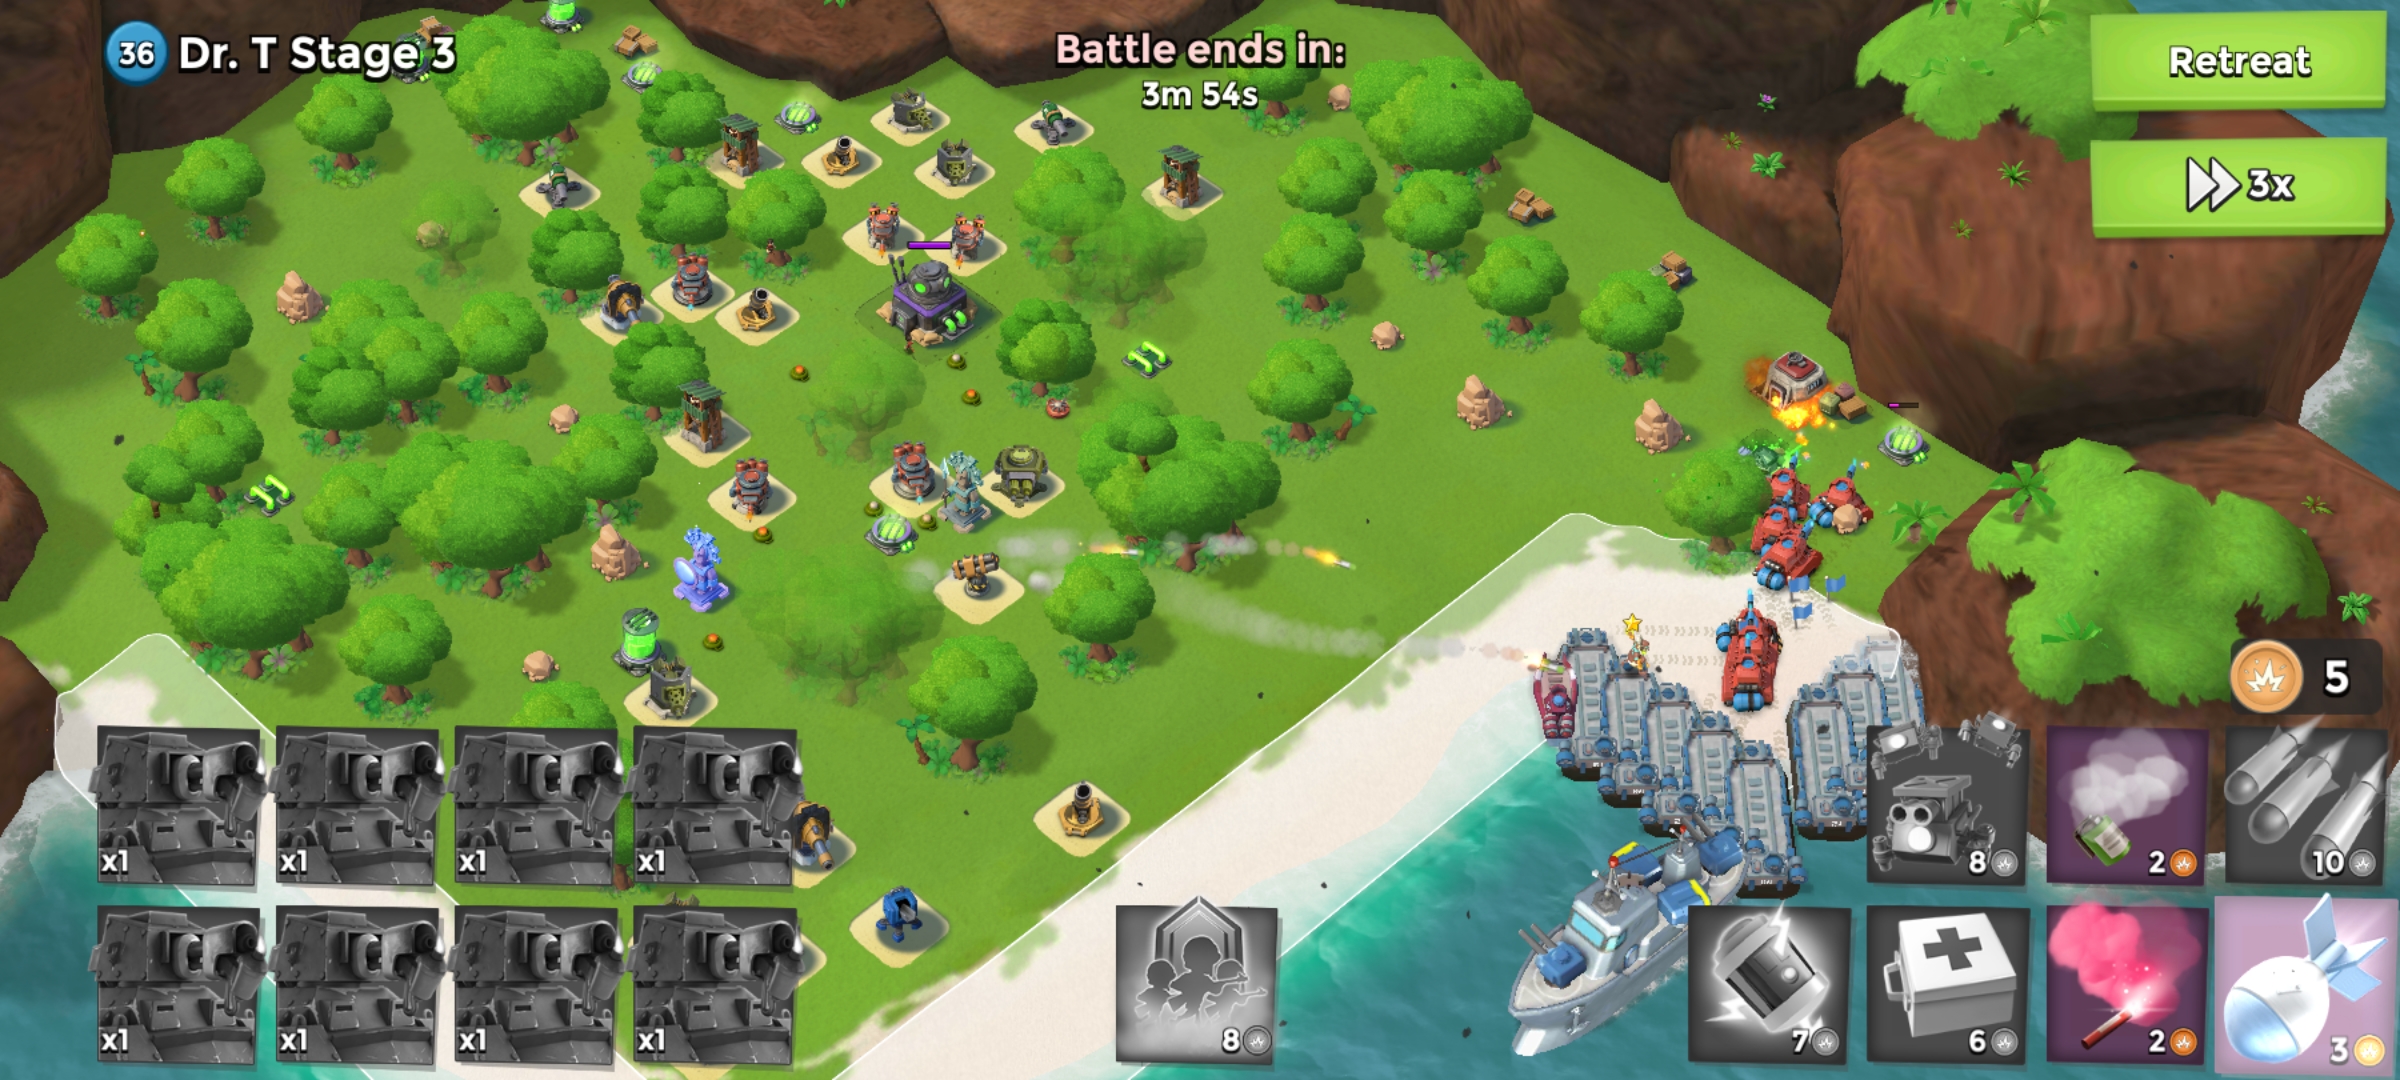 36 Dr. T Stage 3
Battle ends in:
3m 54s
Retreat
3x
5
x1 x1 x1 x1
8 2 10
x1 x1 x1 x1
8 7 6 2 3